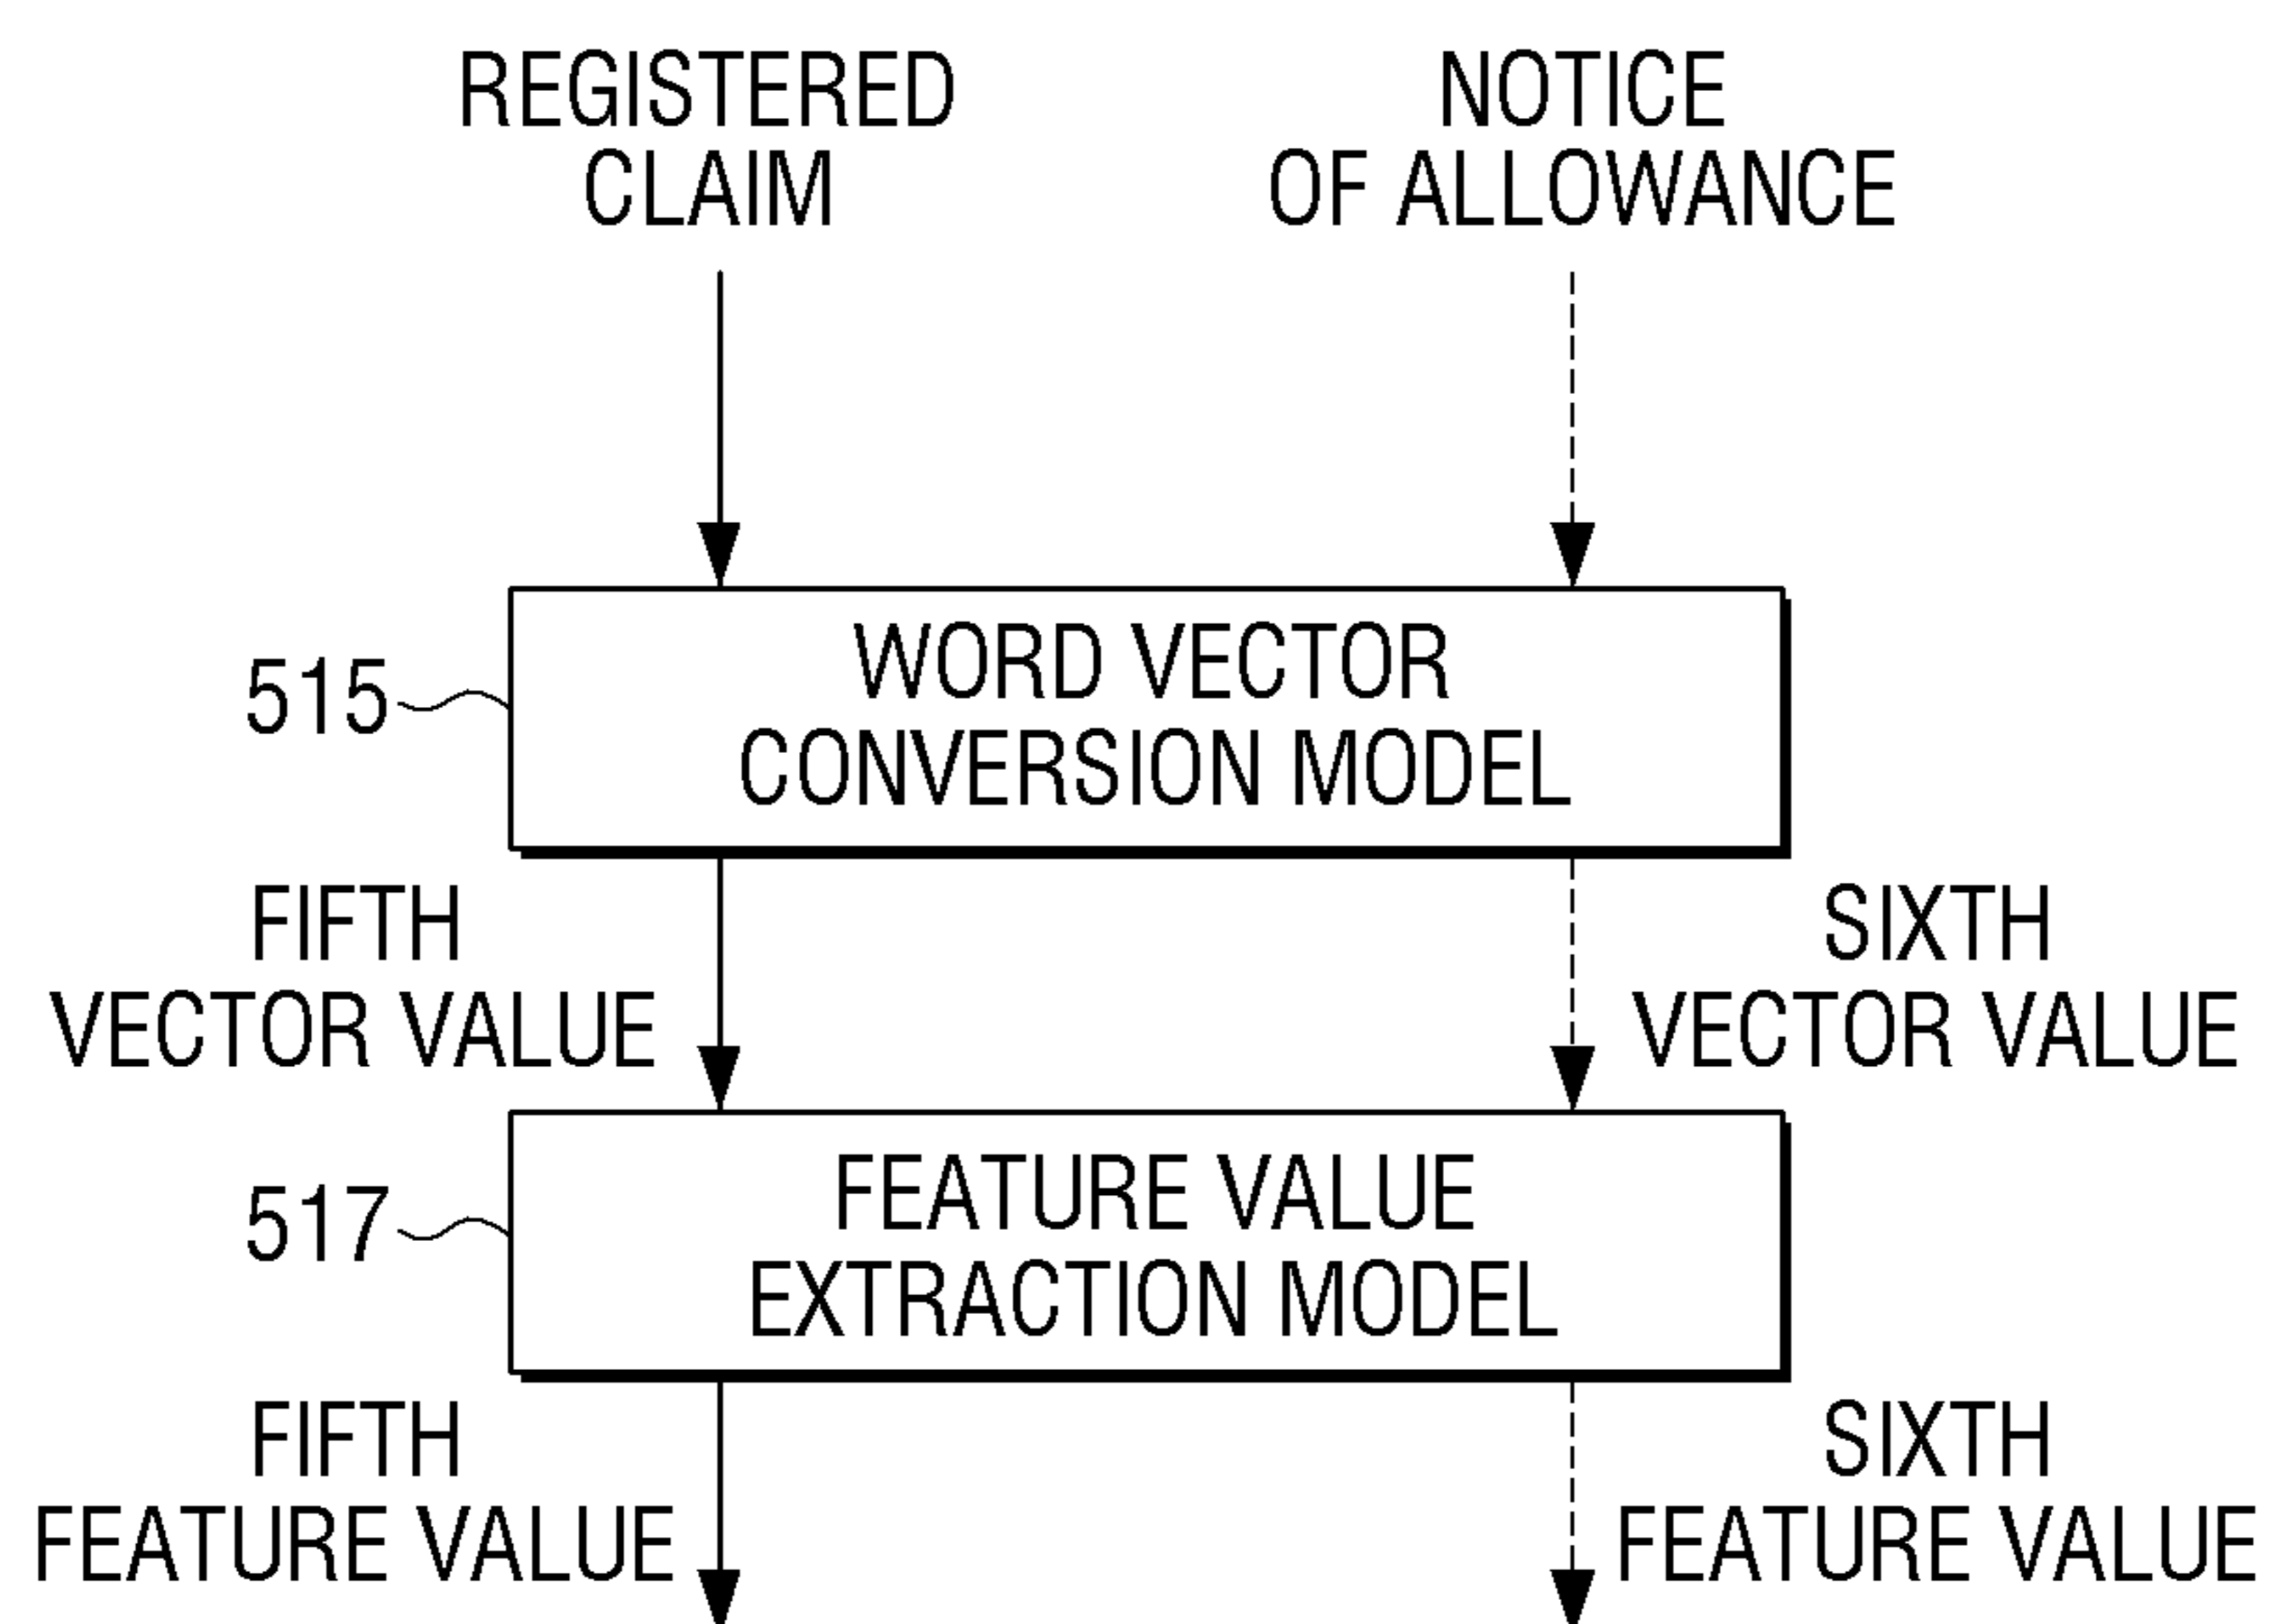 REGISTERED
CLAIM
NOTICE
OF ALLOWANCE
515
WORD VECTOR
CONVERSION MODEL
FIFTH
VECTOR VALUE
SIXTH
VECTOR VALUE
517
FEATURE VALUE
EXTRACTION MODEL
FIFTH
FEATURE VALUE
SIXTH
FEATURE VALUE